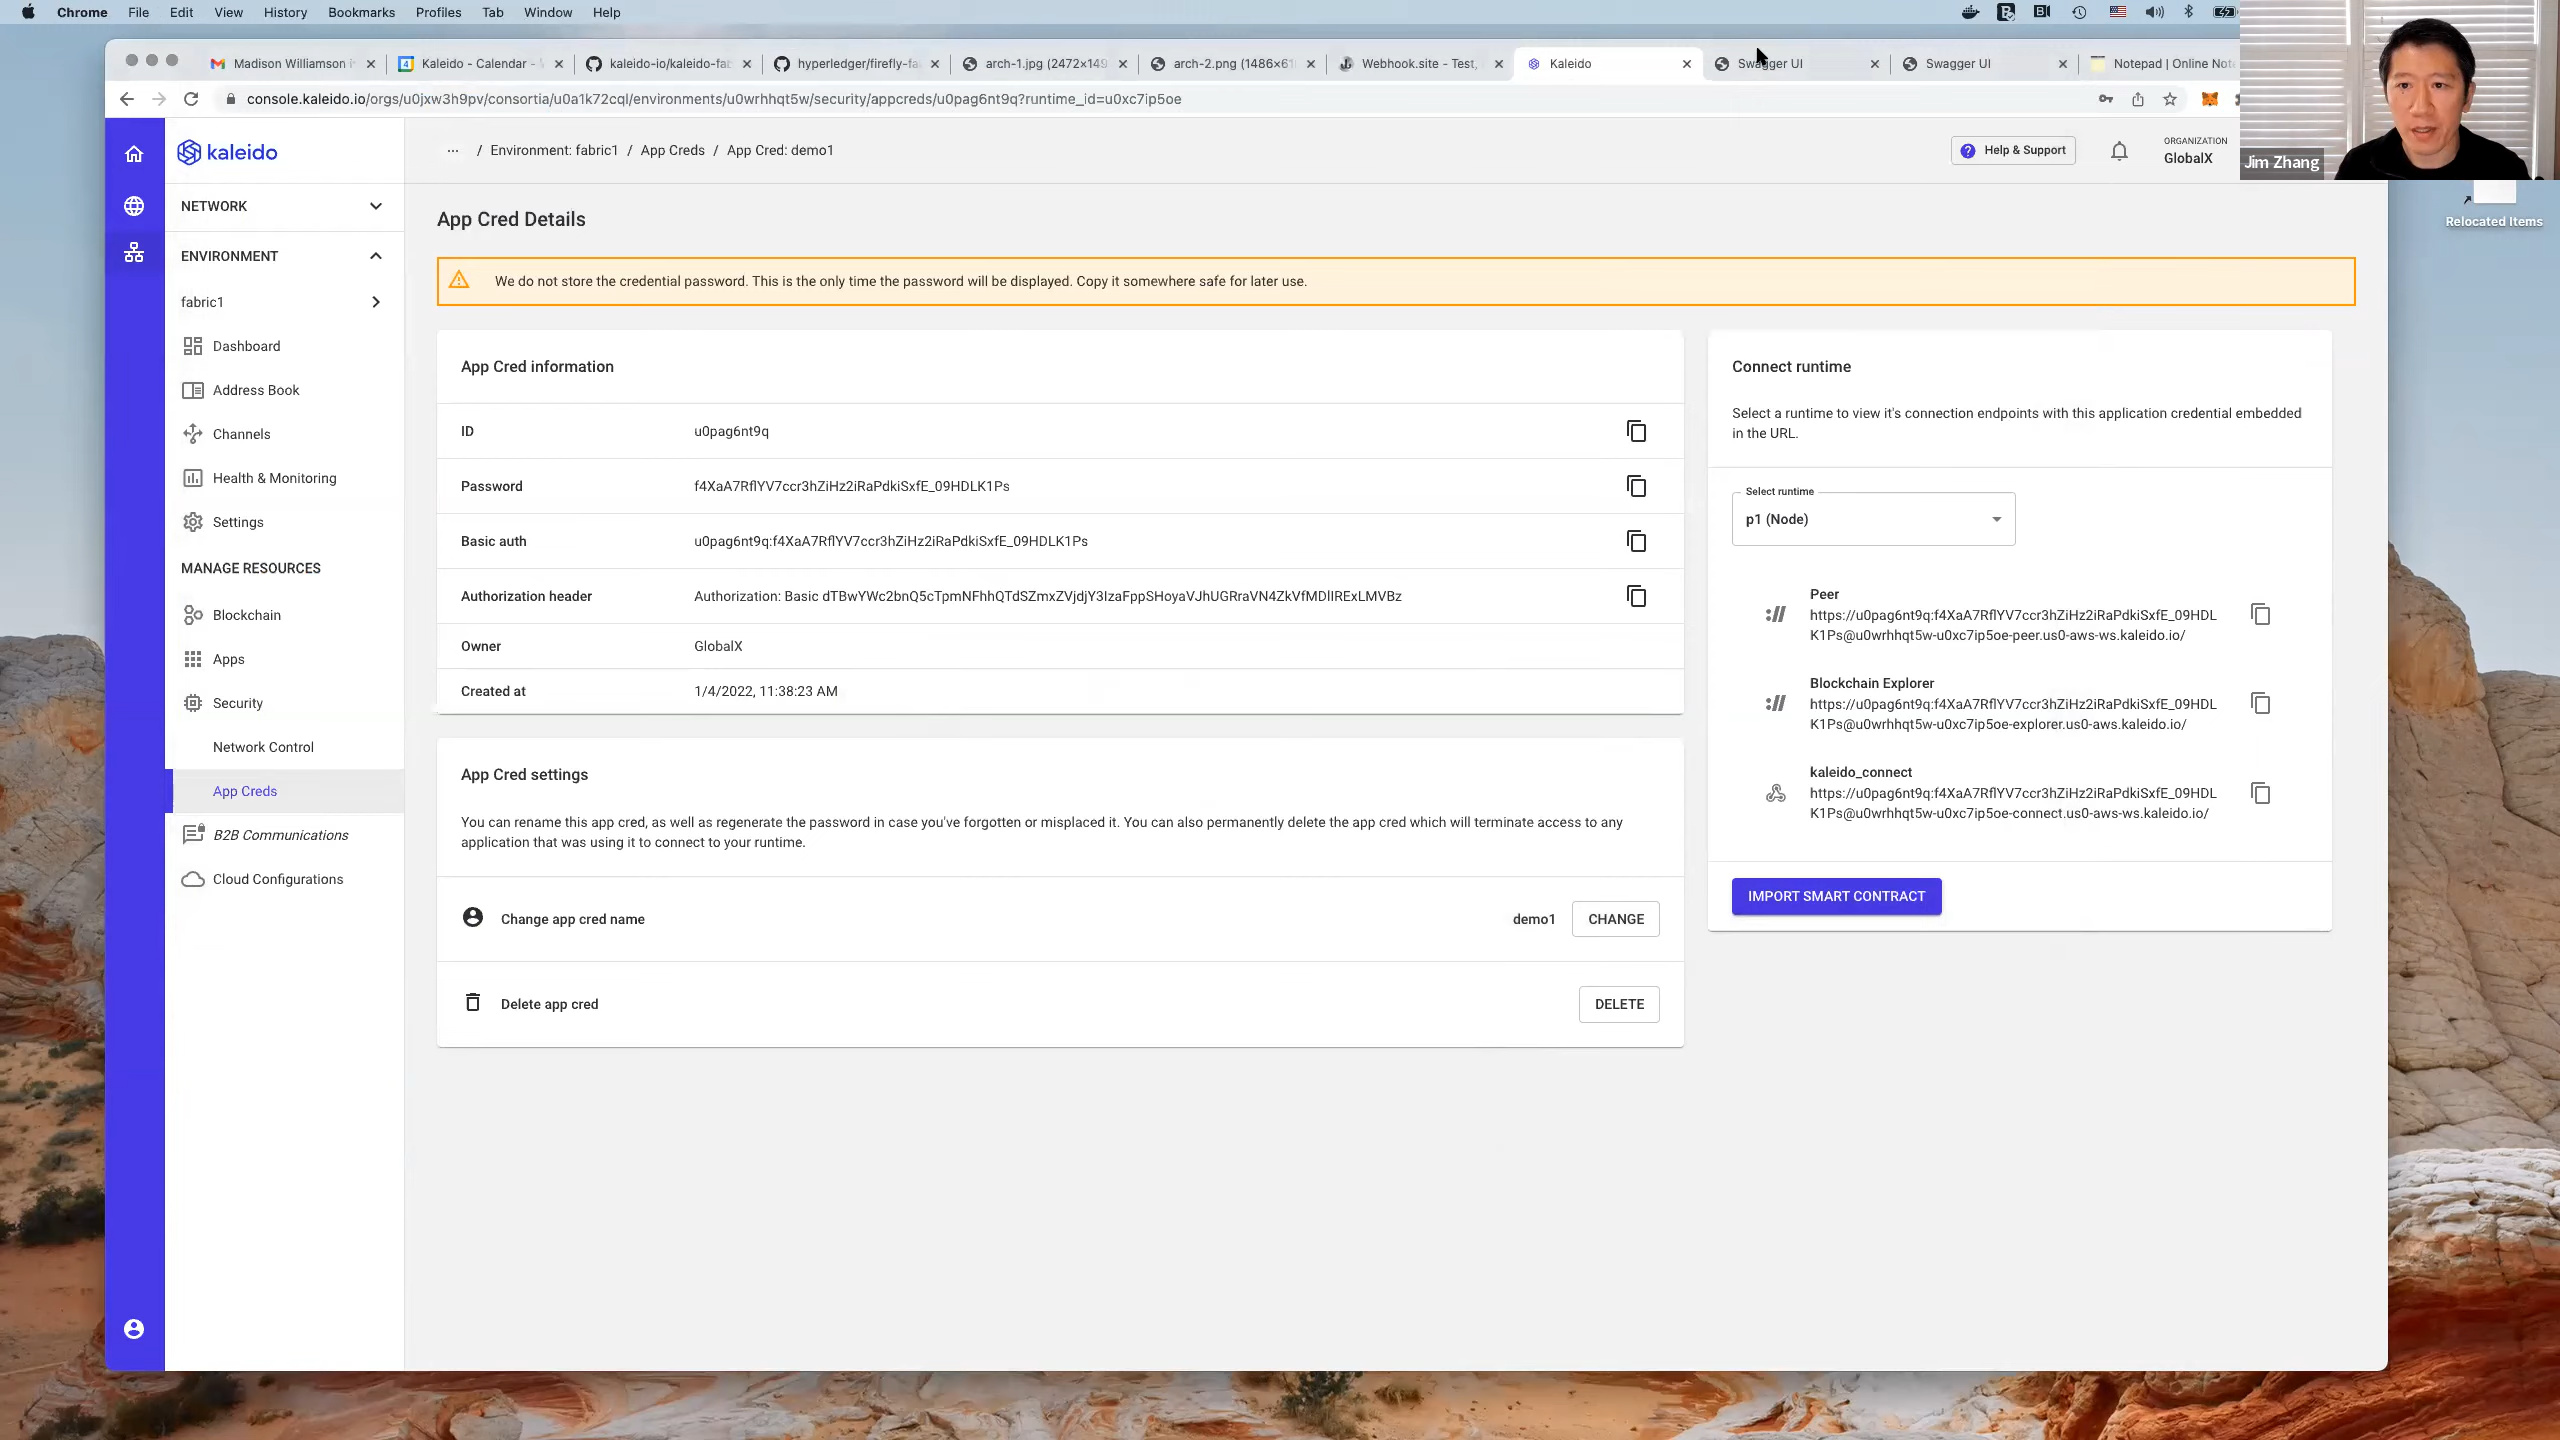 Chrome File Edit View History Bookmarks Profiles Tab Window Help
Madison Williamson
Kaleido - Calendar -
kaleido-io/kaleido-fa
hyperledger/firefly-fa
arch-1.jpg (2472×149
arch-2.png (1486×61
Webhook.site - Test,
Kaleido
Swagger UI
Swagger UI
Notepad | Online Not
console.kaleido.io/orgs/u0jxw3h9pv/consortia/u0a1k72cql/environments/u0wrhhqt5w/security/appcreds/u0pag6nt9q?runtime_id=u0xc7ip5oe
kaleido
... / Environment: fabric1 / App Creds / App Cred: demo1
Help & Support
ORGANIZATION
GlobalX
Jim Zhang
Relocated Items
NETWORK
ENVIRONMENT
fabric1
Dashboard
Address Book
Channels
Health & Monitoring
Settings
MANAGE RESOURCES
Blockchain
Apps
Security
Network Control
App Creds
B2B Communications
Cloud Configurations
App Cred Details
We do not store the credential password. This is the only time the password will be displayed. Copy it somewhere safe for later use.
App Cred information
ID u0pag6nt9q
Password f4XaA7RflYV7ccr3hZiHz2iRaPdkiSxfE_09HDLK1Ps
Basic auth u0pag6nt9q:f4XaA7RflYV7ccr3hZiHz2iRaPdkiSxfE_09HDLK1Ps
Authorization header Authorization: Basic dTBwYWc2bnQ5cTpmNFhhQTdSZmxZVjdjY3IzaFppSHoyaVJhUGRraVN4ZkVfMDlIRExLMVBz
Owner GlobalX
Created at 1/4/2022, 11:38:23 AM
App Cred settings
You can rename this app cred, as well as regenerate the password in case you've forgotten or misplaced it. You can also permanently delete the app cred which will terminate access to any
application that was using it to connect to your runtime.
Change app cred name demo1 CHANGE
Delete app cred DELETE
Connect runtime
Select a runtime to view it's connection endpoints with this application credential embedded
in the URL.
Select runtime
p1 (Node)
Peer
https://u0pag6nt9q:f4XaA7RflYV7ccr3hZiHz2iRaPdkiSxfE_09HDL
K1Ps@u0wrhhqt5w-u0xc7ip5oe-peer.us0-aws-ws.kaleido.io/
Blockchain Explorer
https://u0pag6nt9q:f4XaA7RflYV7ccr3hZiHz2iRaPdkiSxfE_09HDL
K1Ps@u0wrhhqt5w-u0xc7ip5oe-explorer.us0-aws.kaleido.io/
kaleido_connect
https://u0pag6nt9q:f4XaA7RflYV7ccr3hZiHz2iRaPdkiSxfE_09HDL
K1Ps@u0wrhhqt5w-u0xc7ip5oe-connect.us0-aws-ws.kaleido.io/
IMPORT SMART CONTRACT